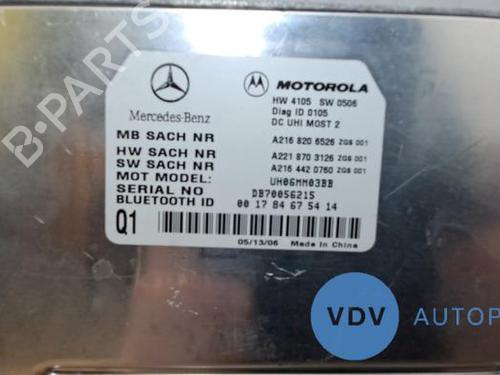 Mercedes-Benz
MOTOROLA
HW 4105 SW 0506
Diag ID 0105
DC UHI MOST 2
MB SACH NR A216 820 6526 ZGS 001
HW SACH NR A221 870 3126 ZGS 001
SW SACH NR A216 442 0760 ZGS 001
MOT MODEL: UH06MM03BB
SERIAL NO DB70056215
BLUETOOTH ID 00 17 84 67 54 14
Q1
05/13/06 Made In China
VDV AUTOP
B-PARTS